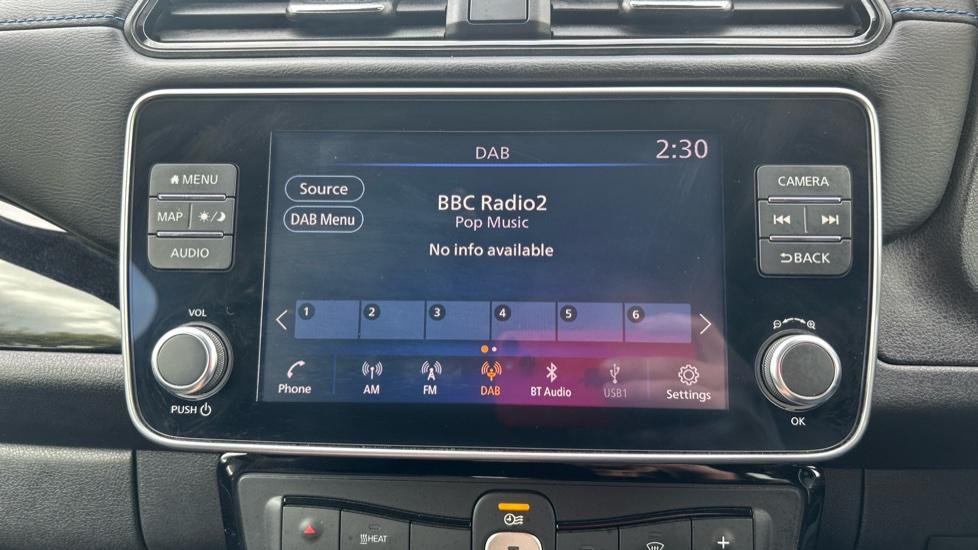 DAB 2:30
MENU
MAP
AUDIO
Source
DAB Menu
BBC Radio2
Pop Music
No info available
CAMERA
BACK
1 2 3 4 5 6
VOL
PUSH
Phone AM FM DAB BT Audio USB1 Settings
OK
HEAT
+